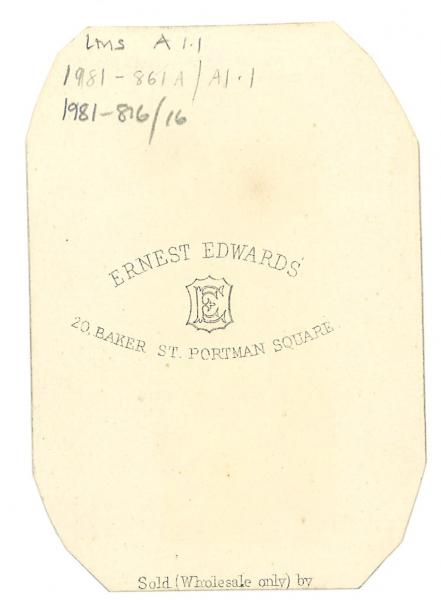 LMS A1.1
1981-861A/A1.1
1981-816/16
ERNEST EDWARDS
E
20, BAKER ST. PORTMAN SQUARE.
Sold (Wholesale only) by